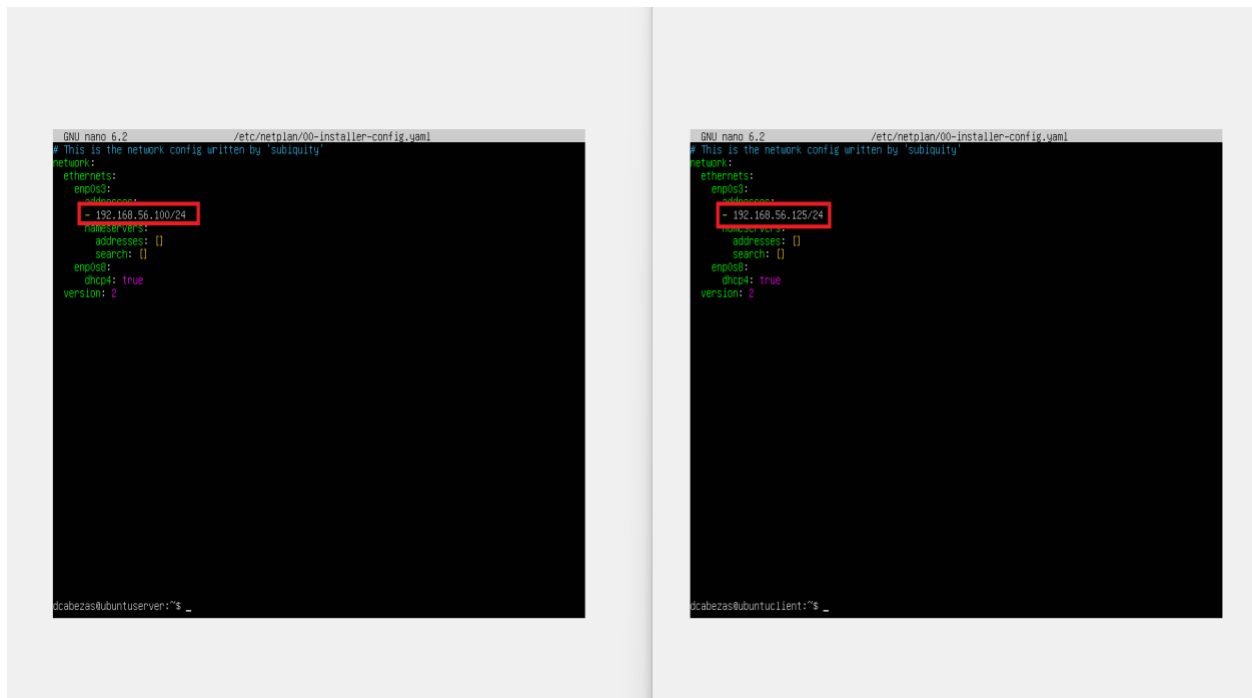 GNU nano 6.2 /etc/netplan/00-installer-config.yaml
# This is the network config written by 'subiquity'
network:
ethernets:
enp0s3:
addresses:
- 192.168.56.100/24
nameservers:
addresses: []
search: []
enp0s8:
dhcp4: true
version: 2
dcabezas@ubuntuserver:~$ _
GNU nano 6.2 /etc/netplan/00-installer-config.yaml
# This is the network config written by 'subiquity'
network:
ethernets:
enp0s3:
addresses:
- 192.168.56.125/24
nameservers:
addresses: []
search: []
enp0s8:
dhcp4: true
version: 2
dcabezas@ubuntuclient:~$ _